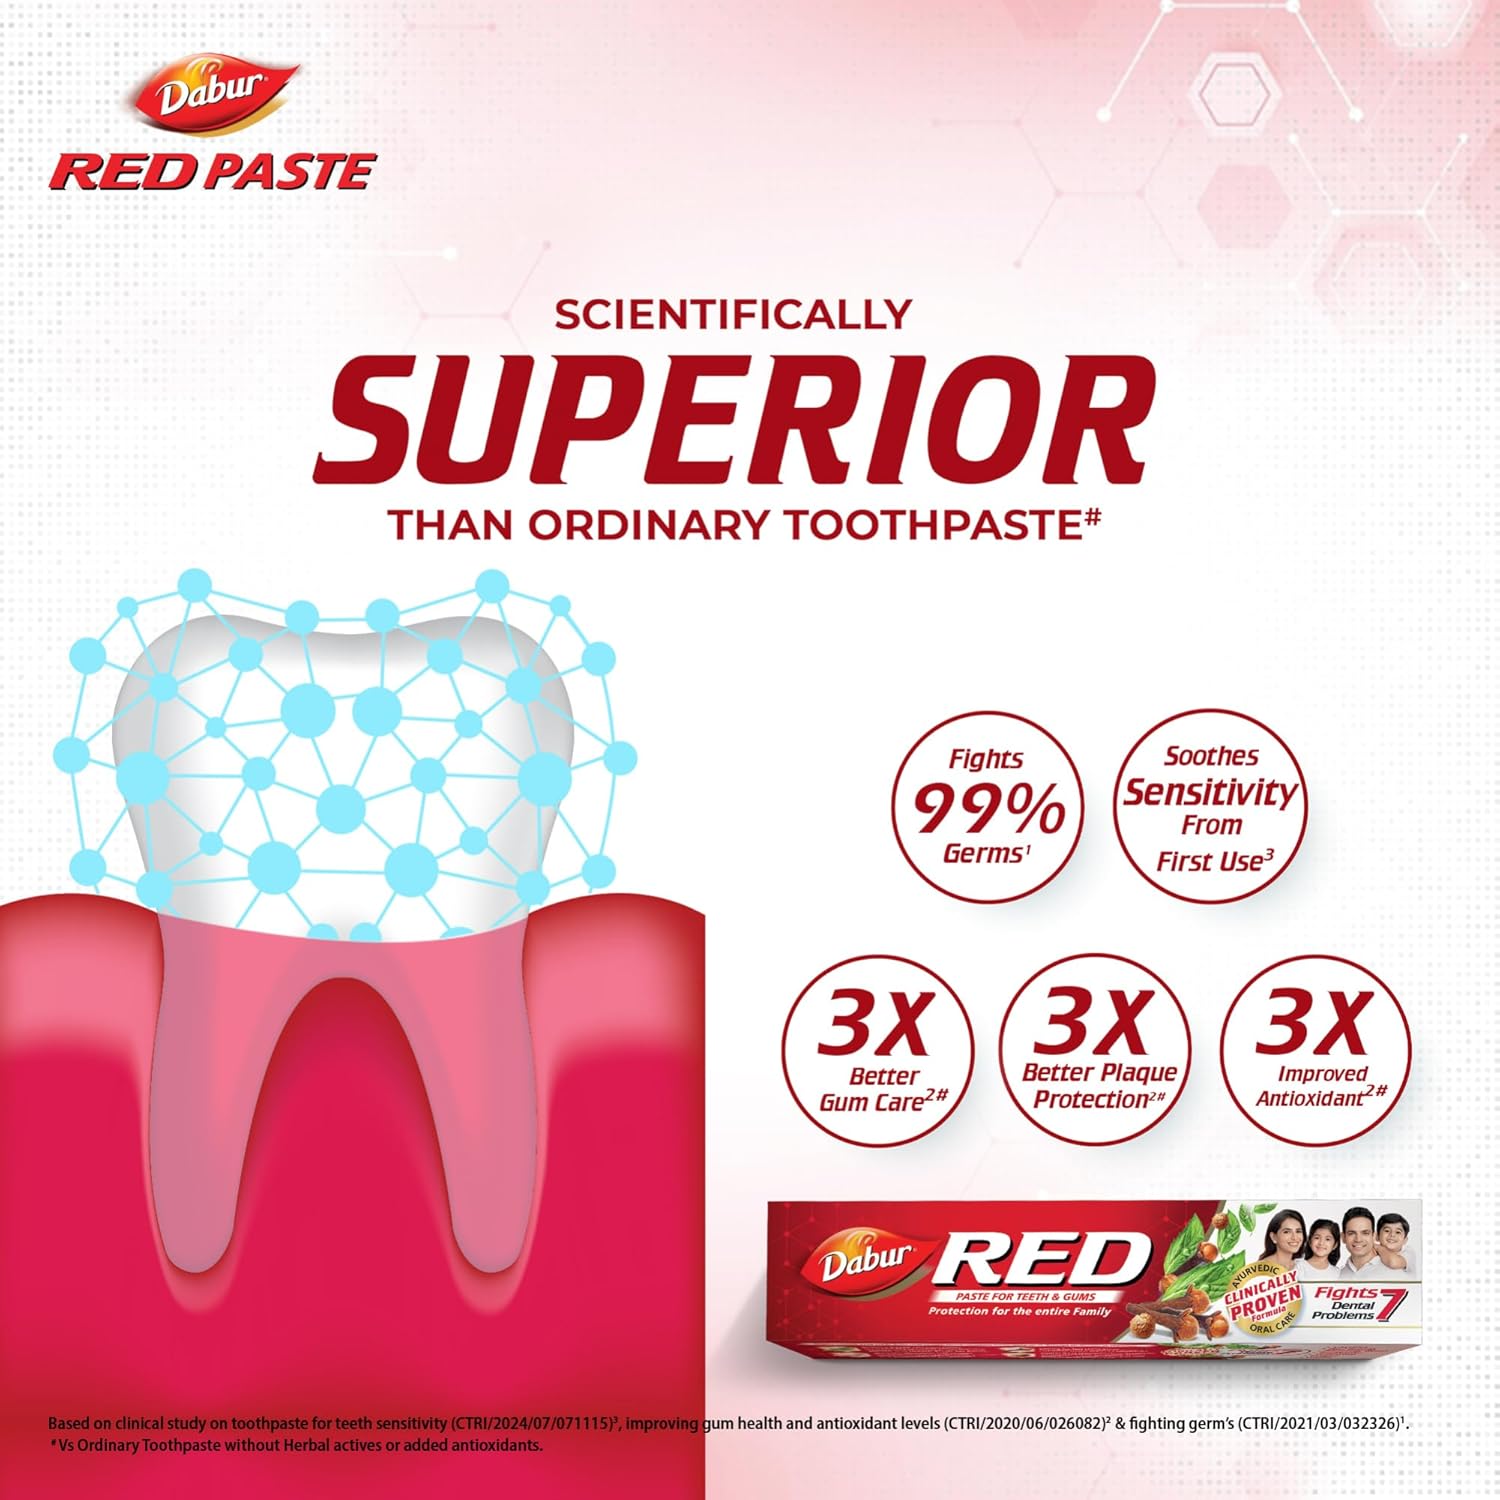 Dabur
RED PASTE
SCIENTIFICALLY
SUPERIOR
THAN ORDINARY TOOTHPASTE#
Fights
99%
Germs¹
Soothes
Sensitivity
From
First Use³
3X
Better
Gum Care²#
3X
Better Plaque
Protection²#
3X
Improved
Antioxidant²#
Dabur
RED
PASTE FOR TEETH & GUMS
Protection for the entire Family
AYURVEDIC
CLINICALLY
PROVEN
Formula
ORAL CARE
Fights 7
Dental
Problems
Based on clinical study on toothpaste for teeth sensitivity (CTRI/2024/07/071115)³, improving gum health and antioxidant levels (CTRI/2020/06/026082)² & fighting germ's (CTRI/2021/03/032326)¹.
#Vs Ordinary Toothpaste without Herbal actives or added antioxidants.